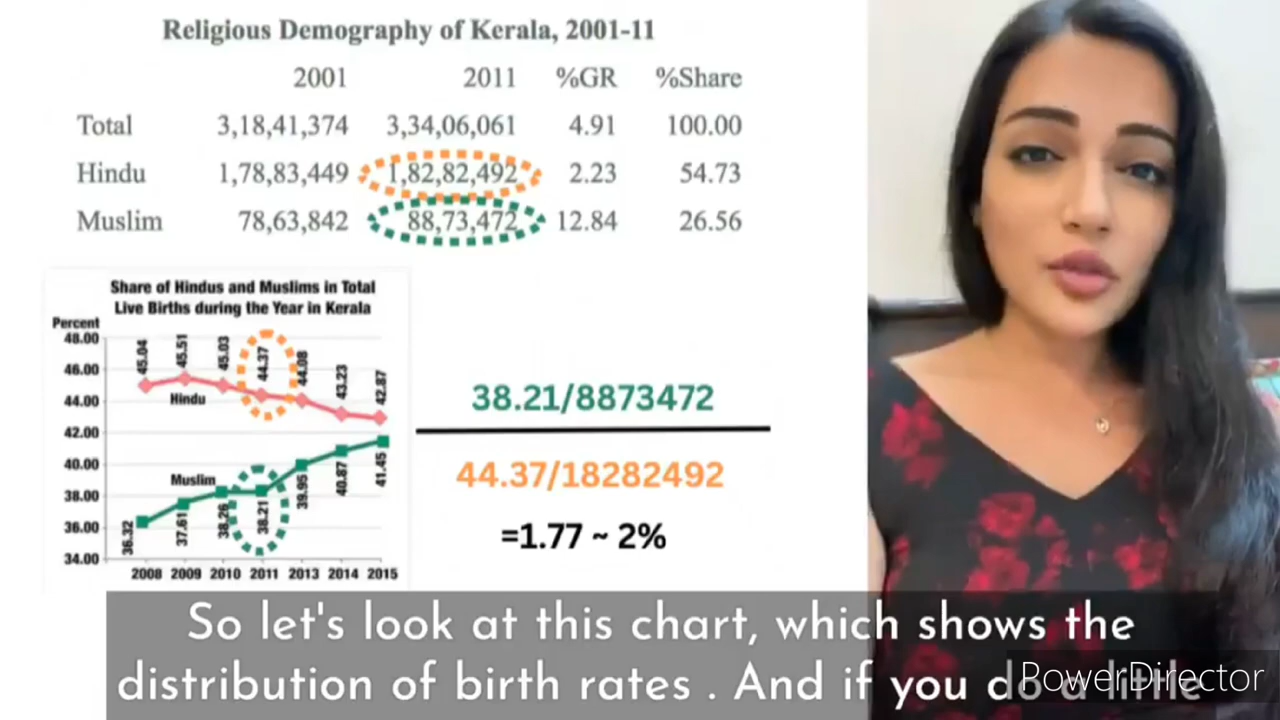 Religious Demography of Kerala, 2001-11
2001 2011 %GR %Share
Total 3,18,41,374 3,34,06,061 4.91 100.00
Hindu 1,78,83,449 1,82,82,492 2.23 54.73
Muslim 78,63,842 88,73,472 12.84 26.56
Share of Hindus and Muslims in Total
Live Births during the Year in Kerala
Percent
48.00
46.00
44.00
42.00
40.00
38.00
36.00
34.00
45.04 45.51 45.03 44.37 44.08 43.23 42.87
Hindu
Muslim
36.32 37.61 38.26 38.21 39.95 40.87 41.45
2008 2009 2010 2011 2013 2014 2015
38.21/8873472
44.37/18282492
=1.77 ~ 2%
So let's look at this chart, which shows the
distribution of birth rates . And if you do a little
PowerDirector